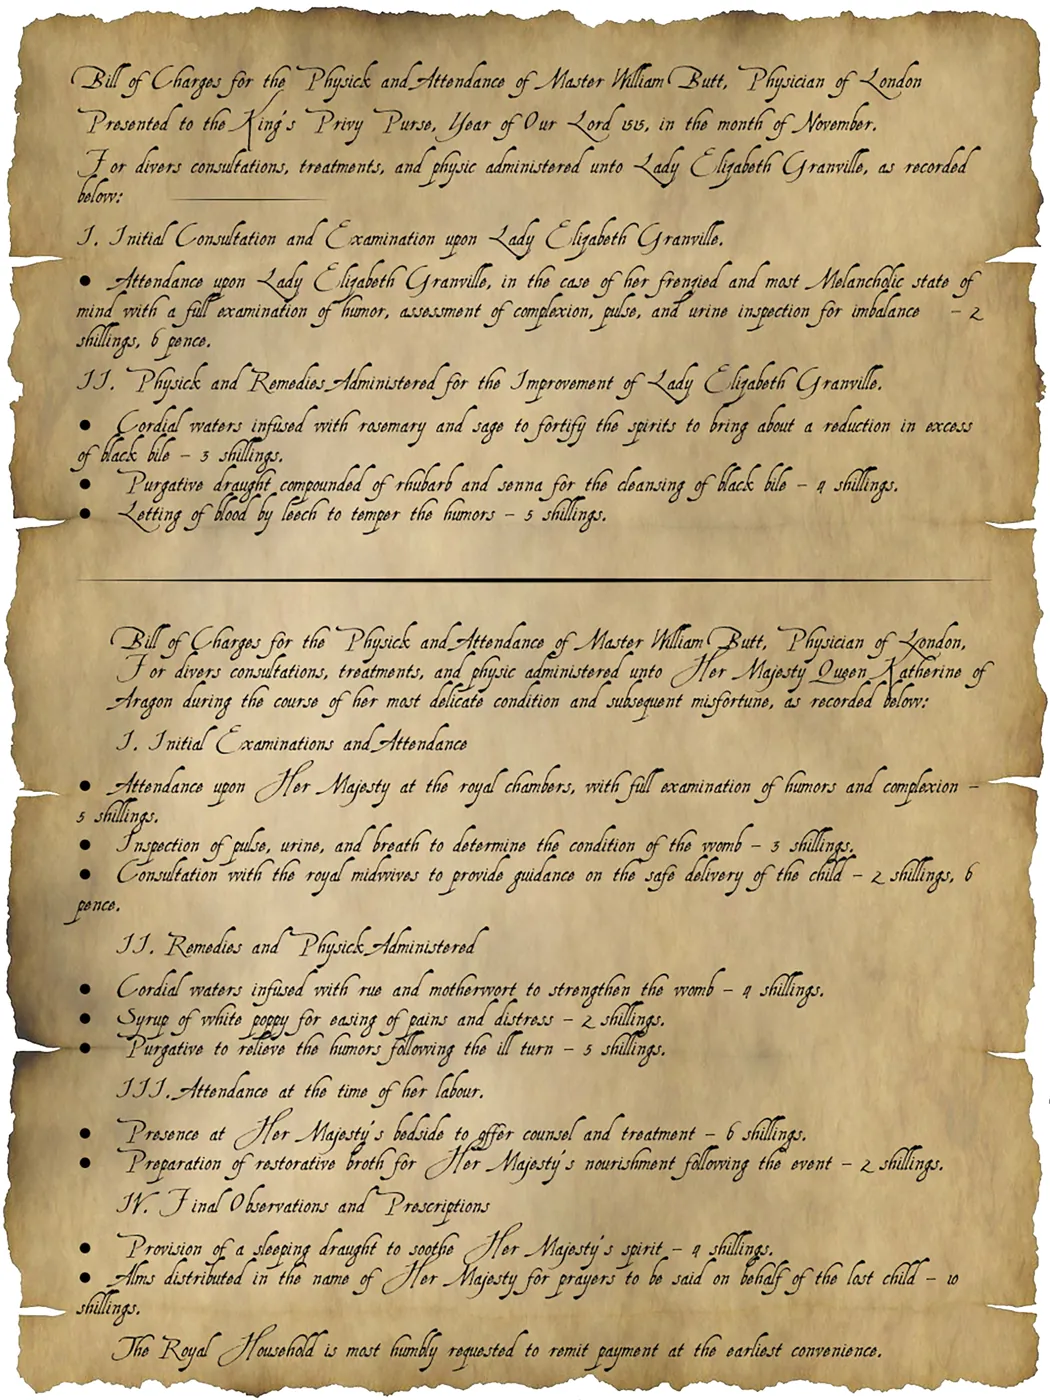 Bill of Charges for the Physick and Attendance of Master William Butt, Physician of London
Presented to the King's Privy Purse, Year of Our Lord 1515, in the month of November.
For divers consultations, treatments, and physic administered unto Lady Elizabeth Granville, as recorded
below:
I. Initial Consultation and Examination upon Lady Elizabeth Granville.
● Attendance upon Lady Elizabeth Granville, in the case of her frenzied and most Melancholic state of
mind with a full examination of humor, assessment of complexion, pulse, and urine inspection for imbalance – 2
shillings, 6 pence.
II. Physick and Remedies Administered for the Improvement of Lady Elizabeth Granville.
● Cordial waters infused with rosemary and sage to fortify the spirits to bring about a reduction in excess
of black bile – 3 shillings.
● Purgative draught compounded of rhubarb and senna for the cleansing of black bile – 4 shillings.
● Letting of blood by leech to temper the humors – 5 shillings.
Bill of Charges for the Physick and Attendance of Master William Butt, Physician of London,
For divers consultations, treatments, and physic administered unto Her Majesty Queen Katherine of
Aragon during the course of her most delicate condition and subsequent misfortune, as recorded below:
I. Initial Examinations and Attendance
● Attendance upon Her Majesty at the royal chambers, with full examination of humors and complexion –
5 shillings.
● Inspection of pulse, urine, and breath to determine the condition of the womb – 3 shillings.
● Consultation with the royal midwives to provide guidance on the safe delivery of the child – 2 shillings, 6
pence.
II. Remedies and Physick Administered
● Cordial waters infused with rue and motherwort to strengthen the womb – 4 shillings.
● Syrup of white poppy for easing of pains and distress – 2 shillings.
● Purgative to relieve the humors following the ill turn – 5 shillings.
III. Attendance at the time of her labour.
● Presence at Her Majesty's bedside to offer counsel and treatment – 6 shillings.
● Preparation of restorative broth for Her Majesty's nourishment following the event – 2 shillings.
IV. Final Observations and Prescriptions
● Provision of a sleeping draught to soothe Her Majesty's spirit – 4 shillings.
● Alms distributed in the name of Her Majesty for prayers to be said on behalf of the lost child – 10
shillings.
The Royal Household is most humbly requested to remit payment at the earliest convenience.